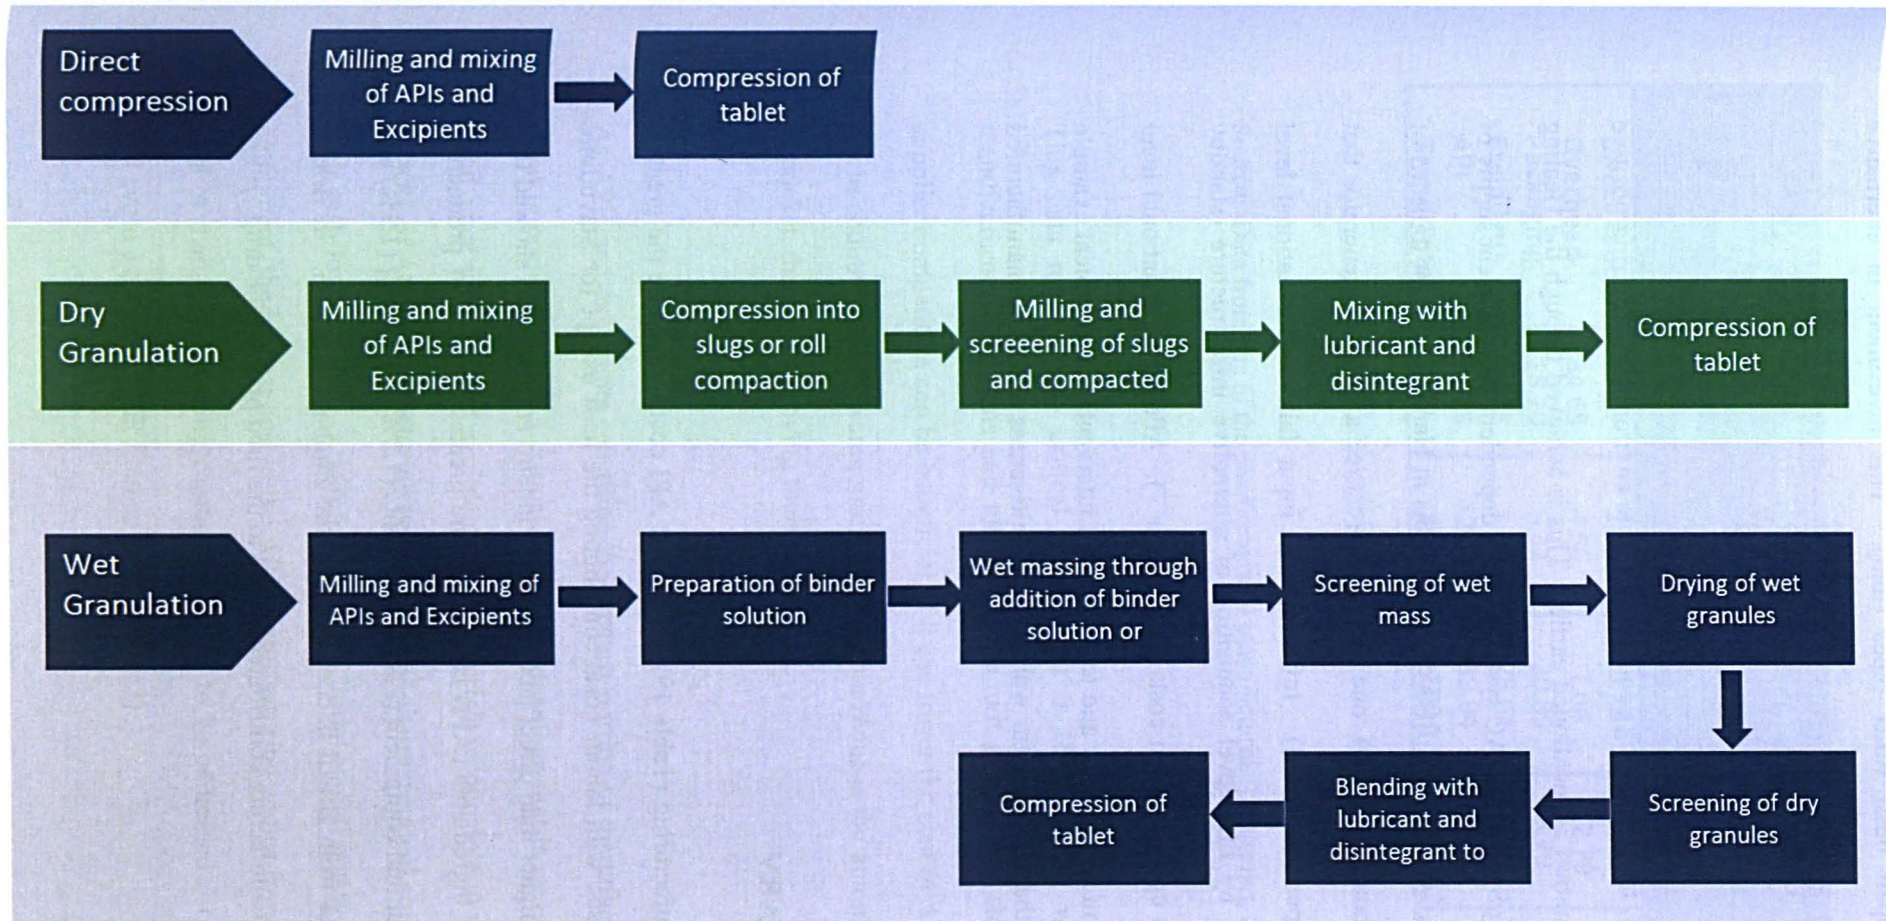 Direct
compression
Milling and mixing
of APIs and
Excipients
Compression of
tablet
Dry
Granulation
Milling and mixing
of APIs and
Excipients
Compression into
slugs or roll
compaction
Milling and
screeening of slugs
and compacted
Mixing with
lubricant and
disintegrant
Compression of
tablet
Wet
Granulation
Milling and mixing of
APIs and Excipients
Preparation of binder
solution
Wet massing through
addition of binder
solution or
Screening of wet
mass
Drying of wet
granules
Screening of dry
granules
Blending with
lubricant and
disintegrant to
Compression of
tablet